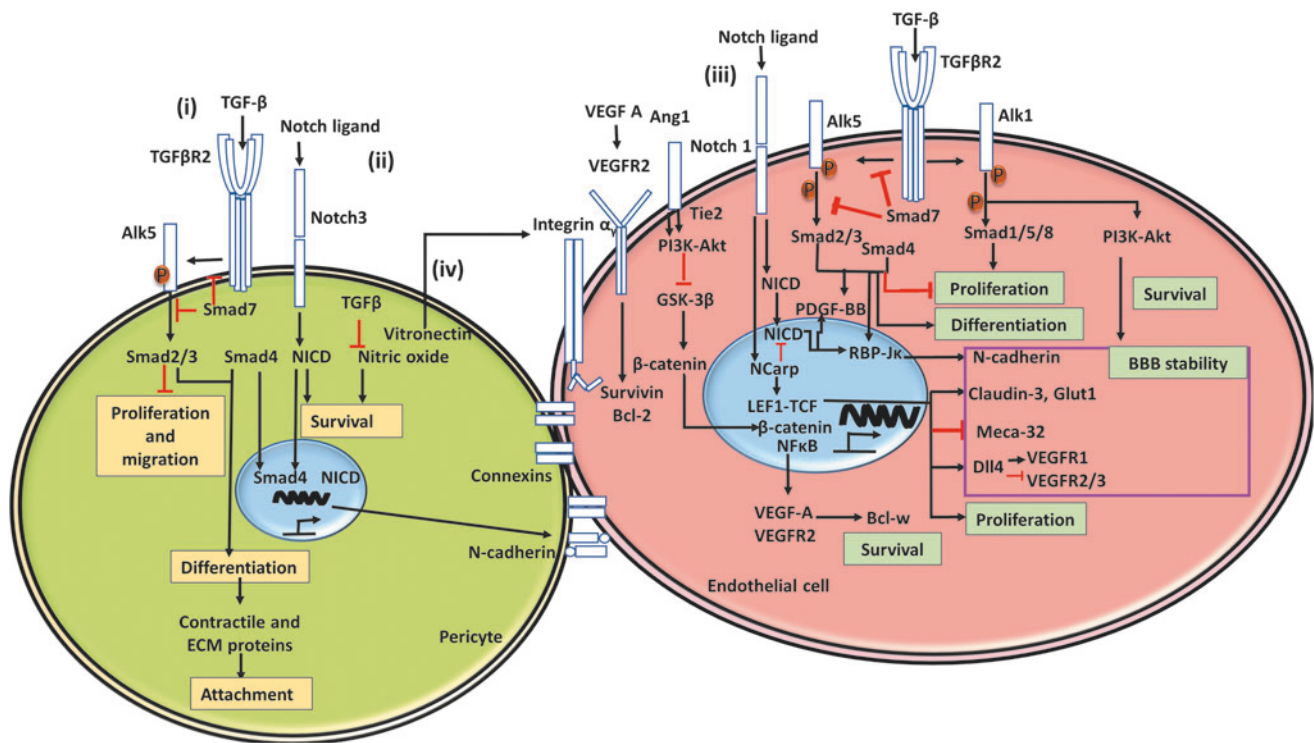 (i)
TGF-β
TGFβR2
Notch ligand
(ii)
Notch3
Alk5
P
Smad7
TGFβ
(iv)
Vitronectin
Smad2/3
Smad4
NICD
Nitric oxide
Proliferation
and
migration
Survival
Smad4
NICD
Differentiation
Contractile and
ECM proteins
Attachment
Pericyte
Connexins
N-cadherin
Integrin αᵧ
VEGF A
VEGFR2
Ang1
Tie2
PI3K-Akt
GSK-3β
β-catenin
Survivin
Bcl-2
Notch ligand
(iii)
Notch 1
NICD
NICD
NCarp
LEF1-TCF
β-catenin
NFκB
VEGF-A
VEGFR2
Bcl-w
Survival
Endothelial cell
TGF-β
TGFβR2
Alk5
P
P
Alk1
P
P
Smad7
Smad2/3
Smad4
PDGF-BB
RBP-Jκ
Smad1/5/8
PI3K-Akt
Proliferation
Survival
Differentiation
N-cadherin
BBB stability
Claudin-3, Glut1
Meca-32
Dll4
VEGFR1
VEGFR2/3
Proliferation